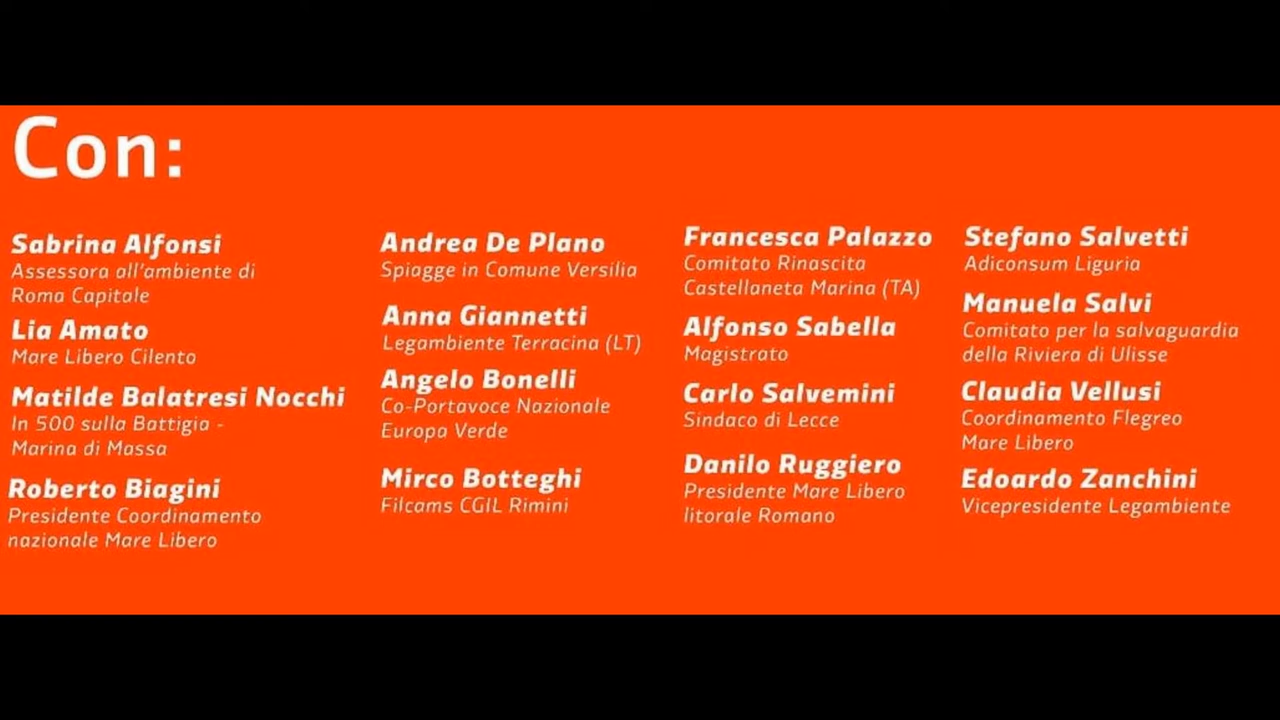 Con:
Sabrina Alfonsi
Assessora all'ambiente di
Roma Capitale
Lia Amato
Mare Libero Cilento
Matilde Balatresi Nocchi
In 500 sulla Battigia -
Marina di Massa
Roberto Biagini
Presidente Coordinamento
nazionale Mare Libero
Andrea De Plano
Spiagge in Comune Versilia
Anna Giannetti
Legambiente Terracina (LT)
Angelo Bonelli
Co-Portavoce Nazionale
Europa Verde
Mirco Botteghi
Filcams CGIL Rimini
Francesca Palazzo
Comitato Rinascita
Castellaneta Marina (TA)
Alfonso Sabella
Magistrato
Carlo Salvemini
Sindaco di Lecce
Danilo Ruggiero
Presidente Mare Libero
litorale Romano
Stefano Salvetti
Adiconsum Liguria
Manuela Salvi
Comitato per la salvaguardia
della Riviera di Ulisse
Claudia Vellusi
Coordinamento Flegreo
Mare Libero
Edoardo Zanchini
Vicepresidente Legambiente